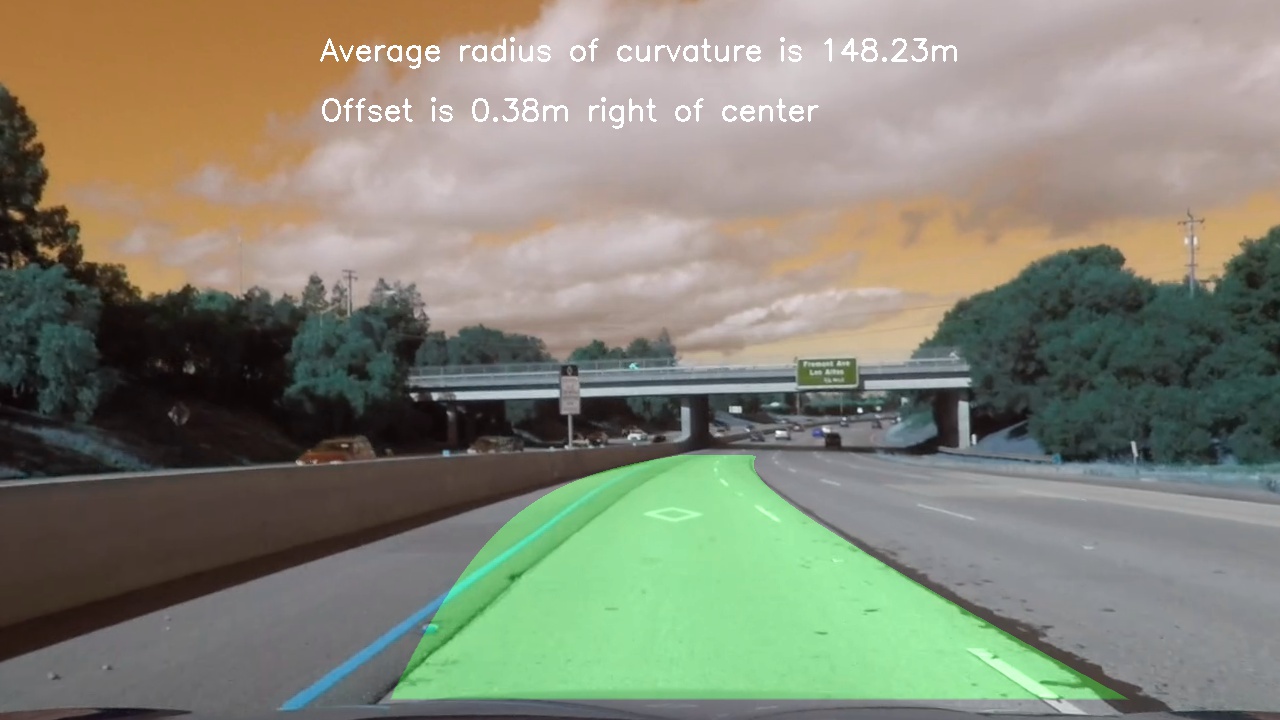 Average radius of curvature is 148.23m
Offset is 0.38m right of center
Fremont Ave
Los Altos